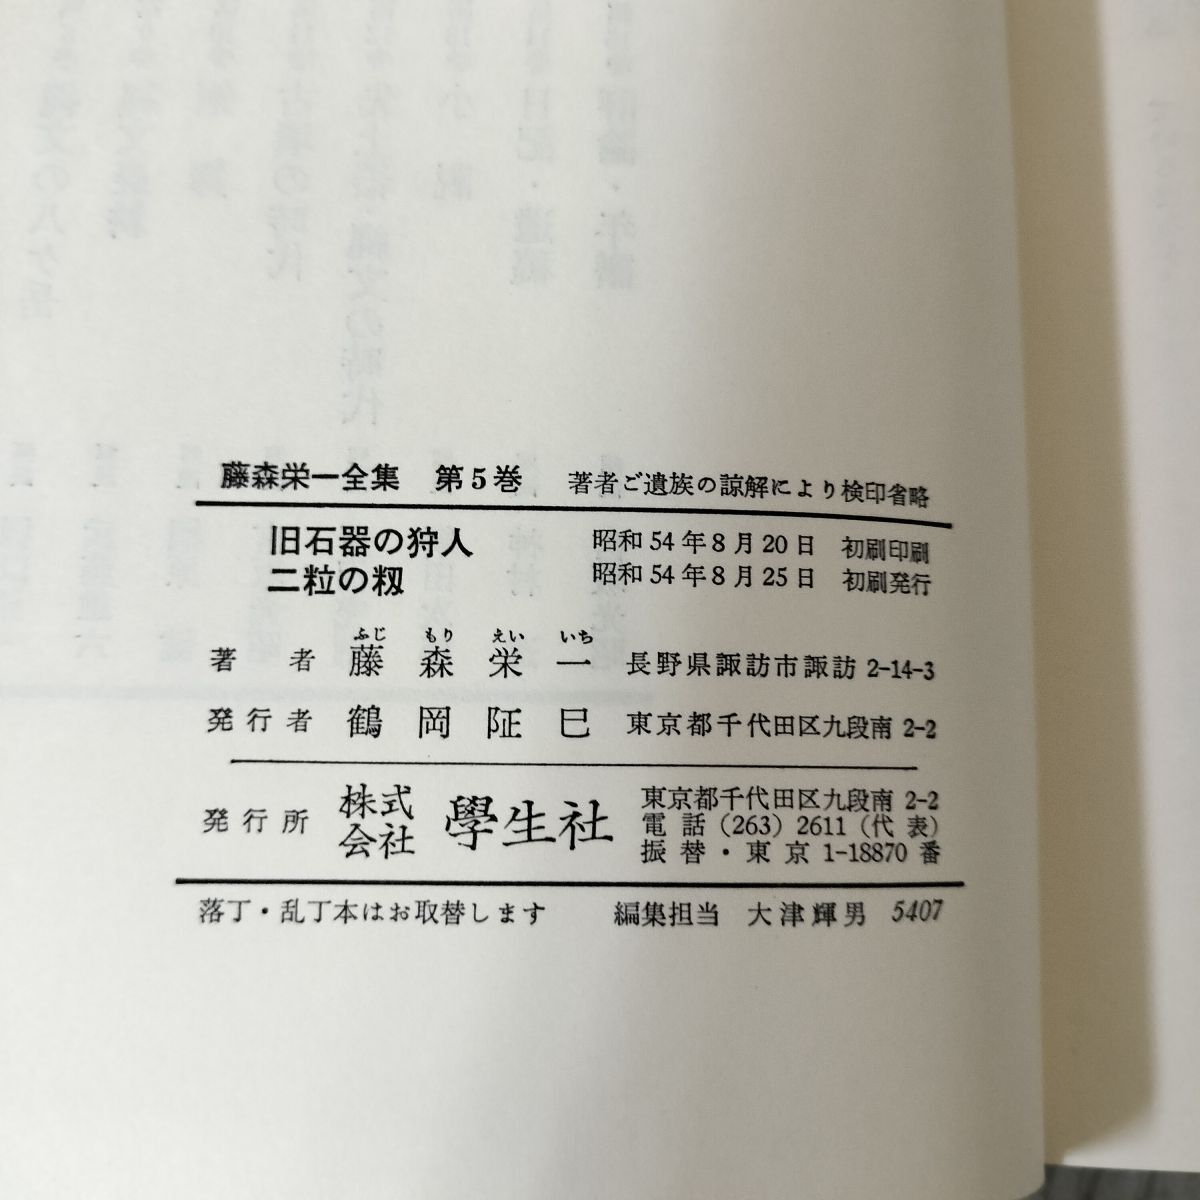 藤森栄一全集　第5巻　著者ご遺族の諒解により検印省略
旧石器の狩人　昭和54年8月20日　初刷印刷
二粒の籾　昭和54年8月25日　初刷発行
ふじ　もり　えい　いち
著者　藤森栄一　長野県諏訪市諏訪2-14-3
発行者　鶴岡阷巳　東京都千代田区九段南2-2
発行所　株式会社　學生社　東京都千代田区九段南2-2
電話(263)2611(代表)
振替・東京1-18870番
落丁・乱丁本はお取替します　編集担当　大津輝男　5407